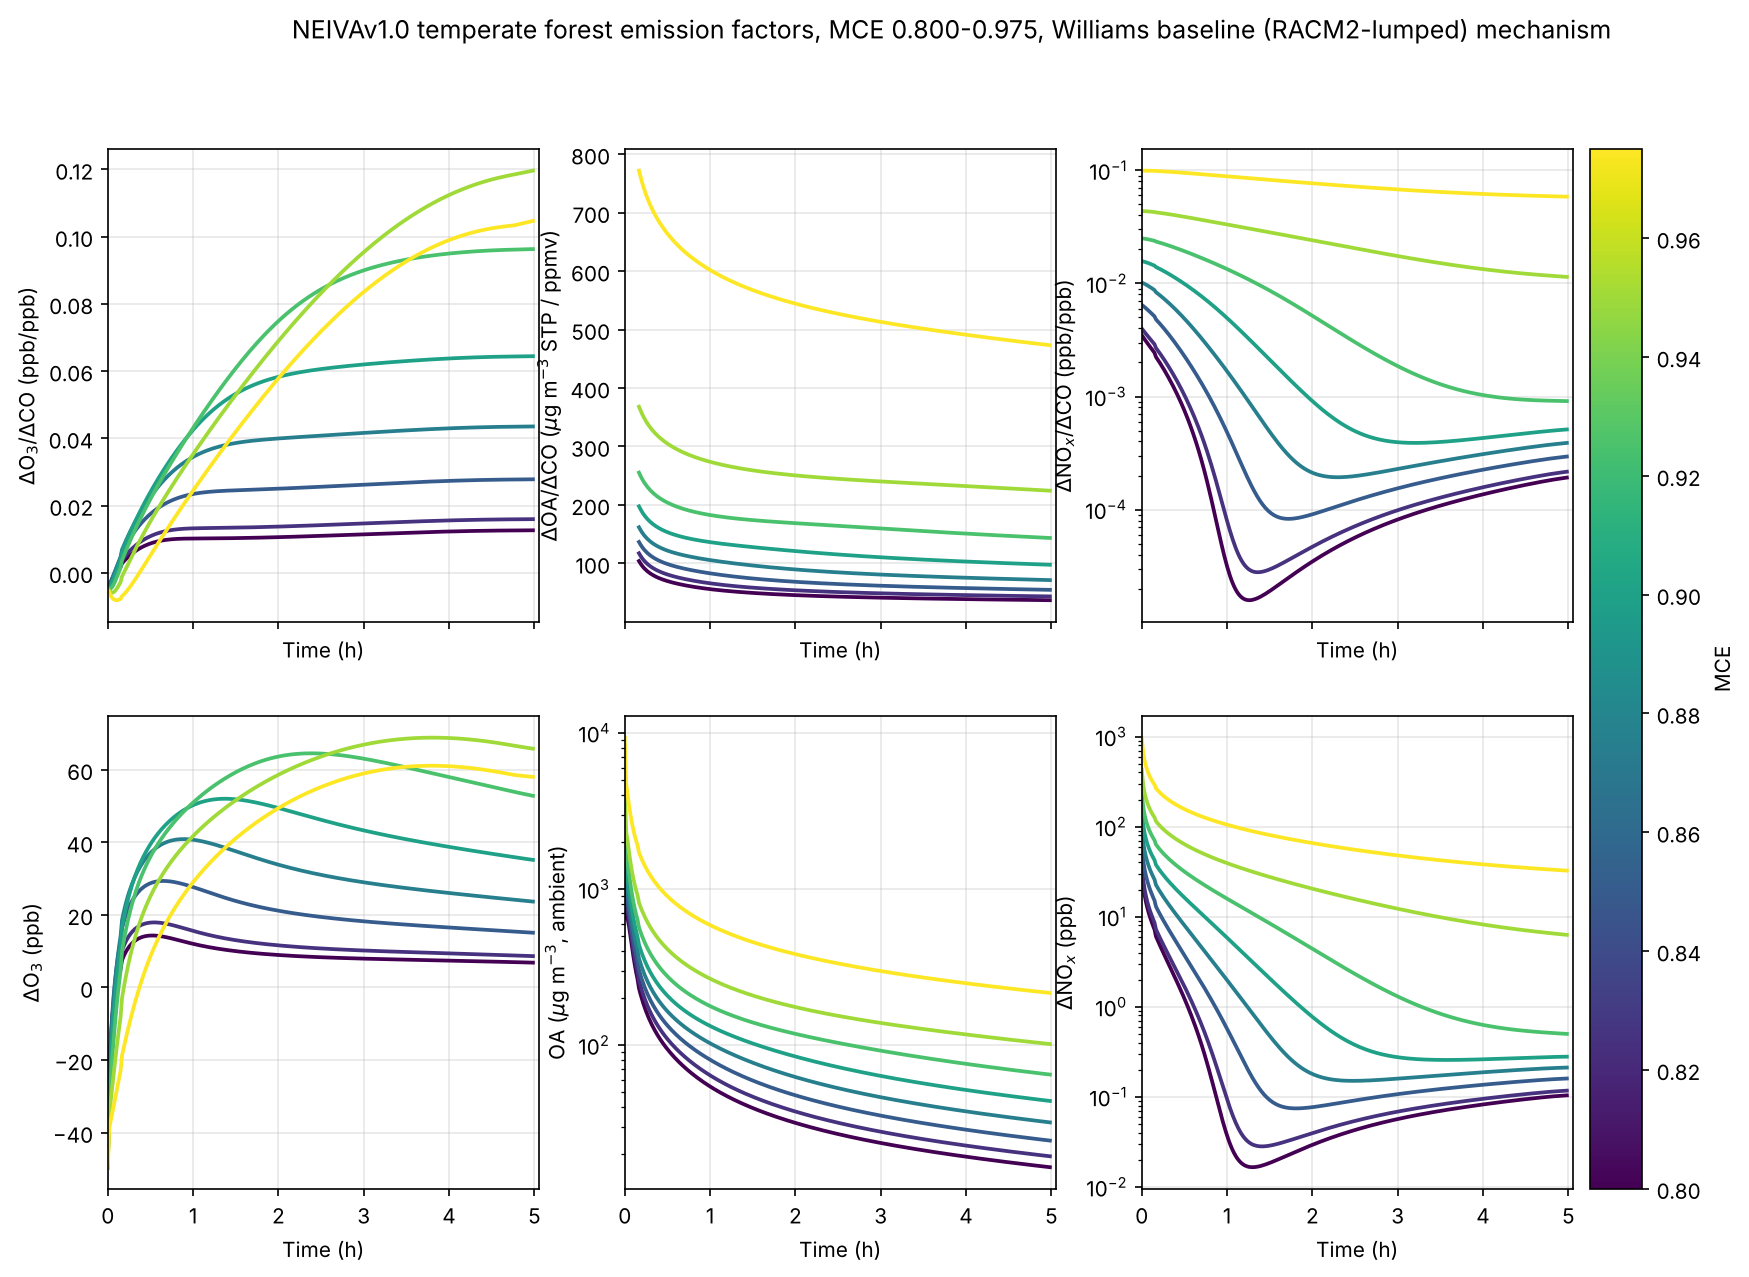 NEIVAv1.0 temperate forest emission factors, MCE 0.800-0.975, Williams baseline (RACM2-lumped) mechanism
ΔO₃/ΔCO (ppb/ppb)
0.12
0.10
0.08
0.06
0.04
0.02
0.00
Time (h)
ΔOA/ΔCO (μg m⁻³ STP / ppmv)
800
700
600
500
400
300
200
100
Time (h)
ΔNOₓ/ΔCO (ppb/ppb)
10⁻¹
10⁻²
10⁻³
10⁻⁴
Time (h)
ΔO₃ (ppb)
60
40
20
0
−20
−40
0 1 2 3 4 5
Time (h)
OA (μg m⁻³, ambient)
10⁴
10³
10²
0 1 2 3 4 5
Time (h)
ΔNOₓ (ppb)
10³
10²
10¹
10⁰
10⁻¹
10⁻²
0 1 2 3 4 5
Time (h)
0.96
0.94
0.92
0.90
0.88
0.86
0.84
0.82
0.80
MCE